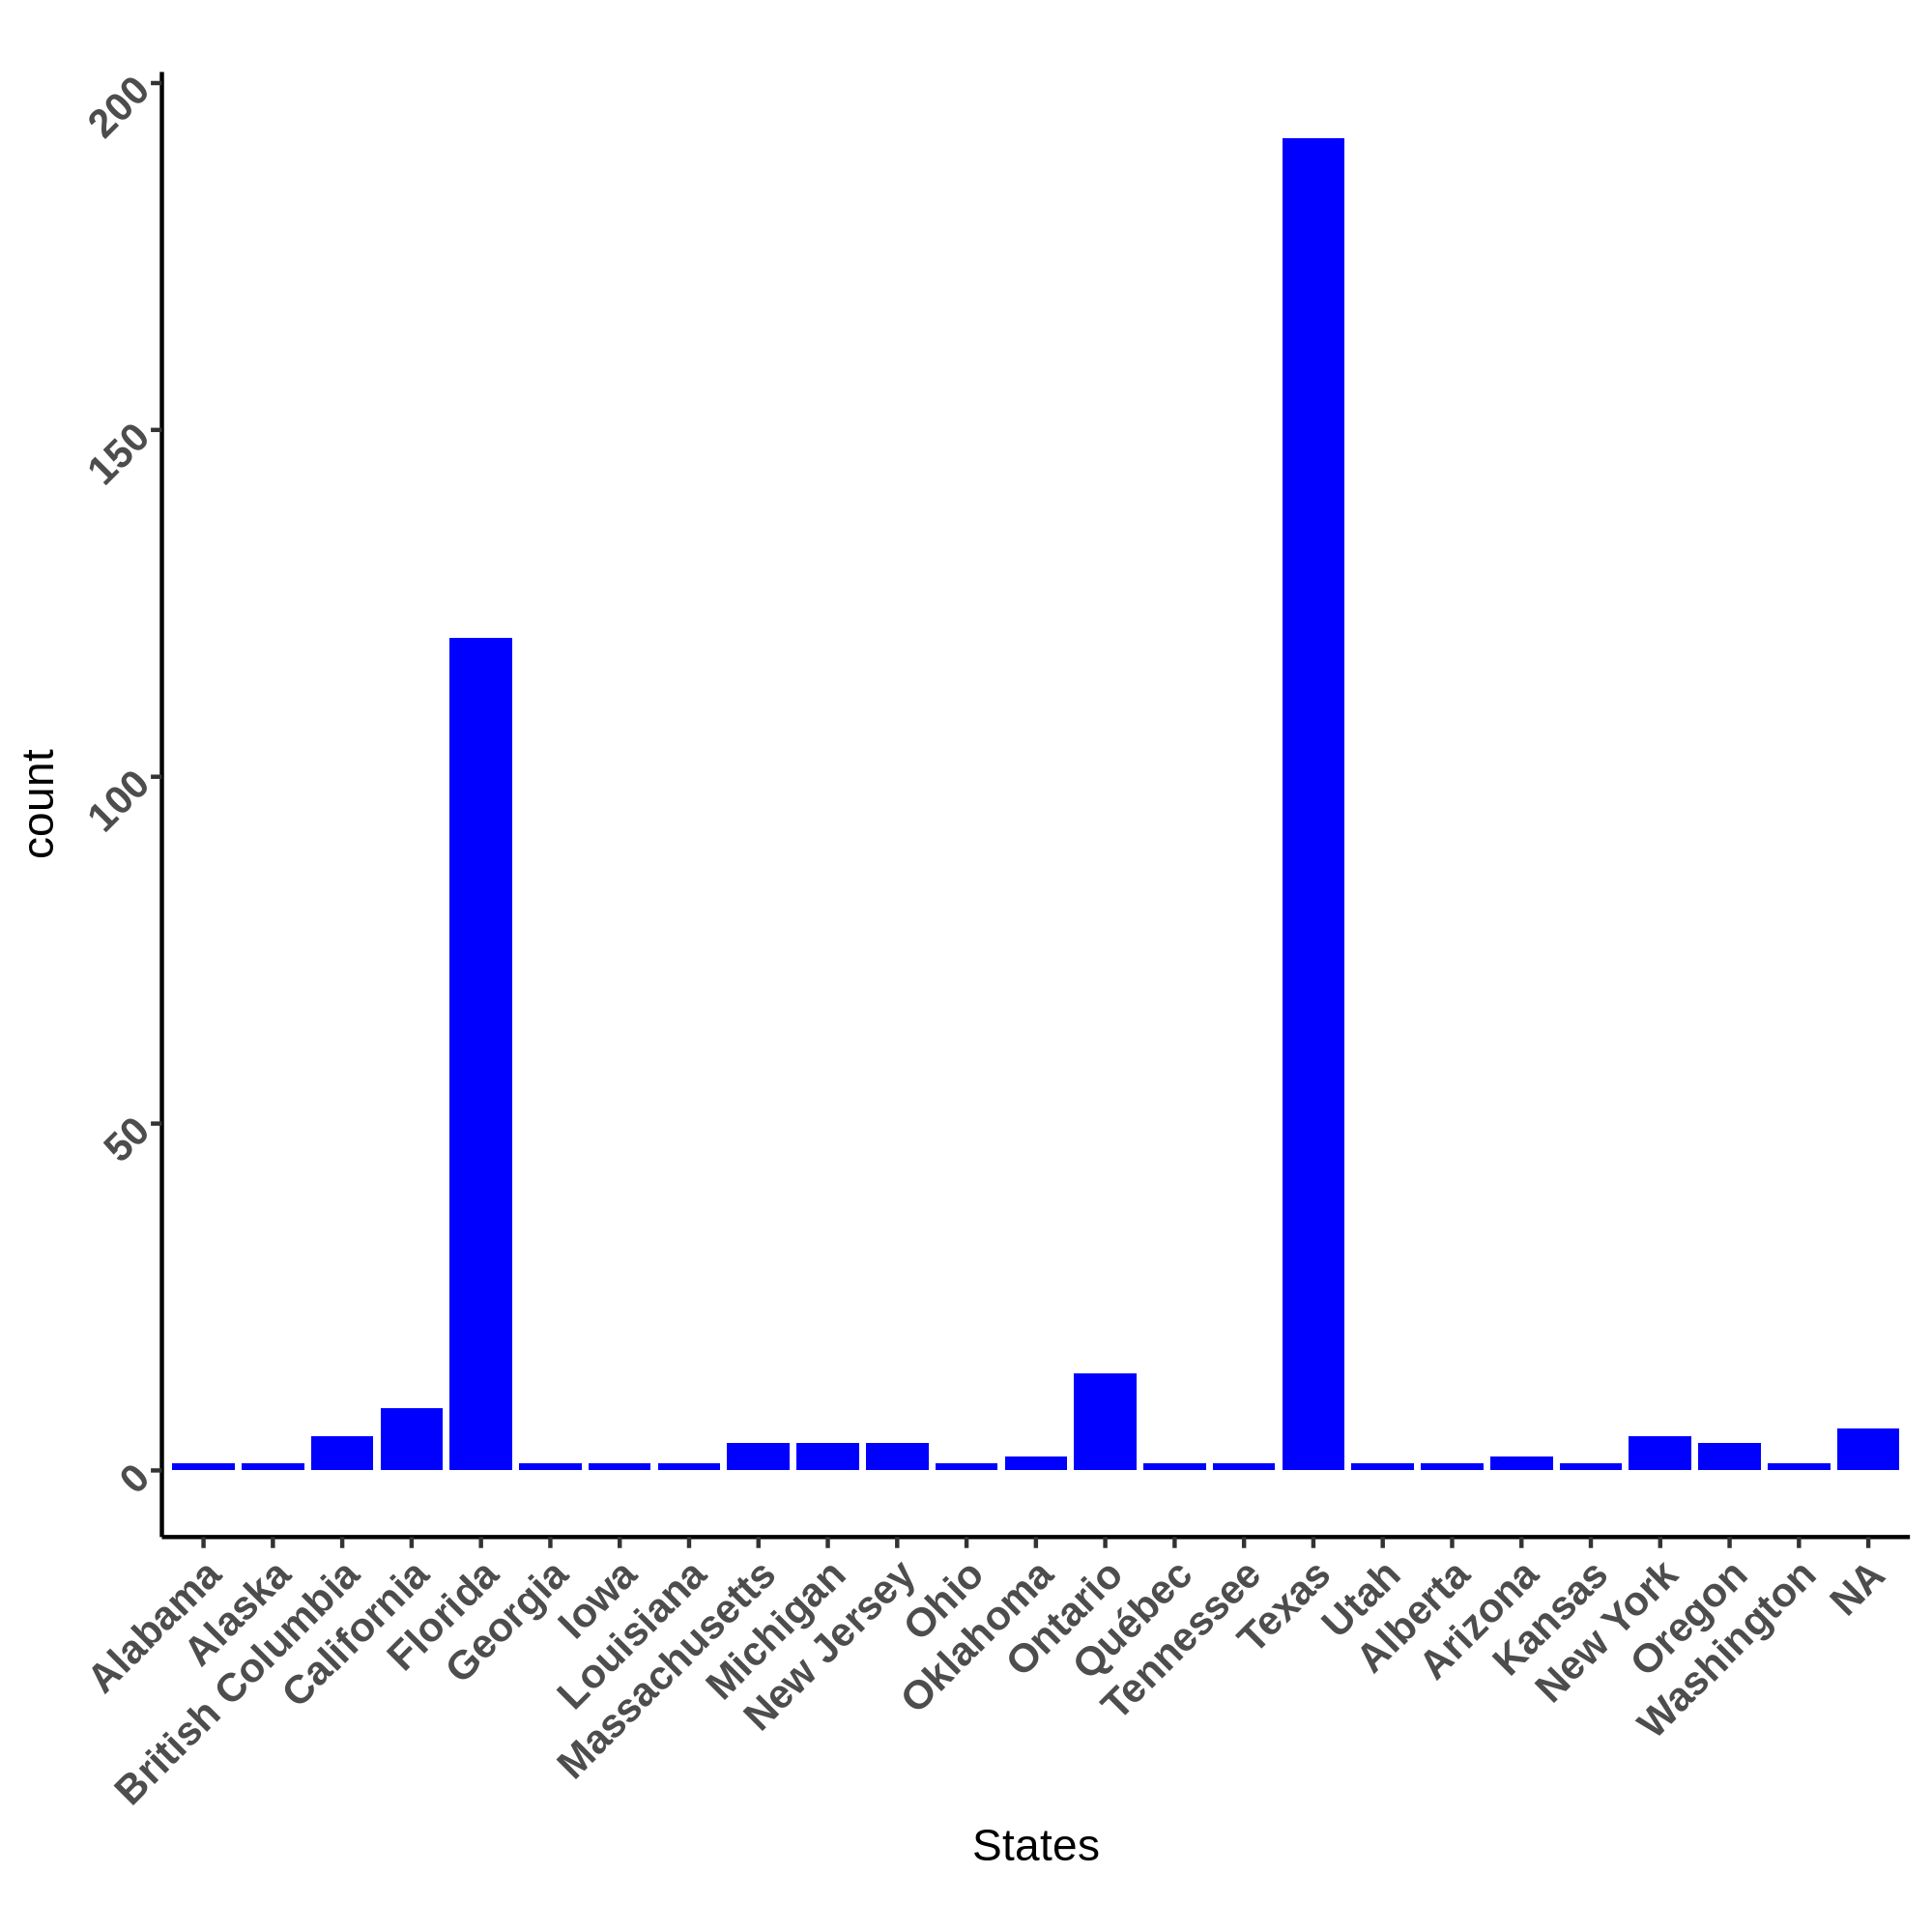 200
150
100
50
0
count
Alabama
Alaska
British Columbia
California
Florida
Georgia
Iowa
Louisiana
Massachusetts
Michigan
New Jersey
Ohio
Oklahoma
Ontario
Québec
Tennessee
Texas
Utah
Alberta
Arizona
Kansas
New York
Oregon
Washington
NA
States